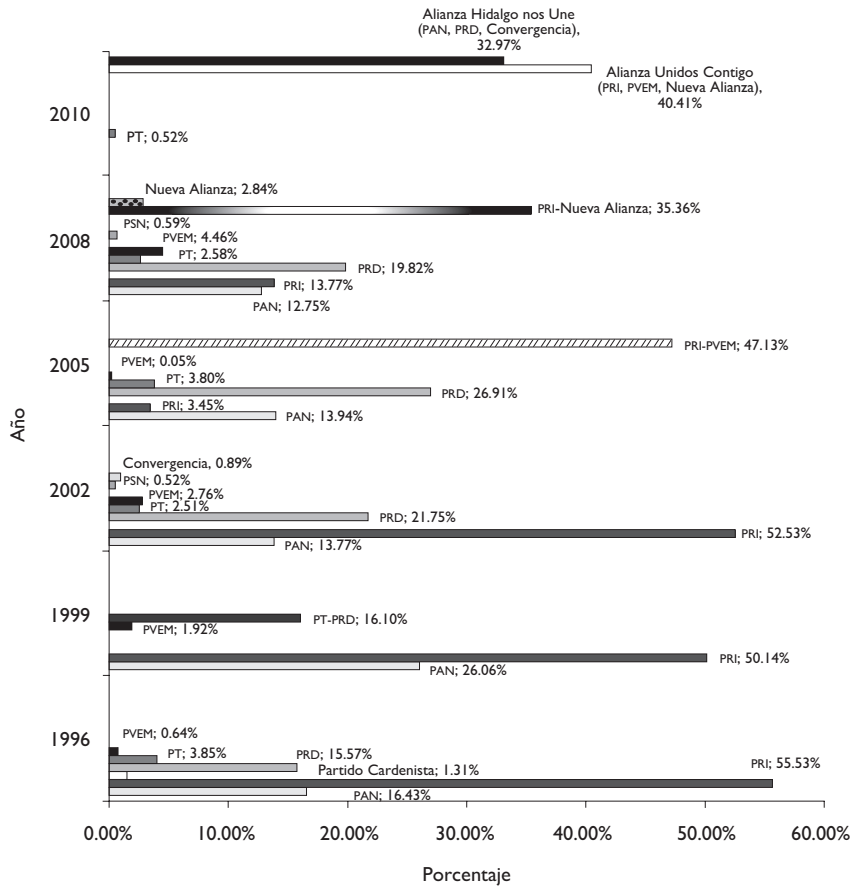 Alianza Hidalgo nos Une
(PAN, PRD, Convergencia),
32.97%
Alianza Unidos Contigo
(PRI, PVEM, Nueva Alianza),
40.41%
2010
PT; 0.52%
Nueva Alianza; 2.84%
PRI-Nueva Alianza; 35.36%
PSN; 0.59%
PVEM; 4.46%
2008
PT; 2.58%
PRD; 19.82%
PRI; 13.77%
PAN; 12.75%
PRI-PVEM; 47.13%
2005
PVEM; 0.05%
PT; 3.80%
PRD; 26.91%
PRI; 3.45%
PAN; 13.94%
Año
Convergencia, 0.89%
PSN; 0.52%
2002
PVEM; 2.76%
PT; 2.51%
PRD; 21.75%
PRI; 52.53%
PAN; 13.77%
1999
PT-PRD; 16.10%
PVEM; 1.92%
PRI; 50.14%
PAN; 26.06%
1996
PVEM; 0.64%
PT; 3.85%
PRD; 15.57%
PRI; 55.53%
Partido Cardenista; 1.31%
PAN; 16.43%
0.00% 10.00% 20.00% 30.00% 40.00% 50.00% 60.00%
Porcentaje